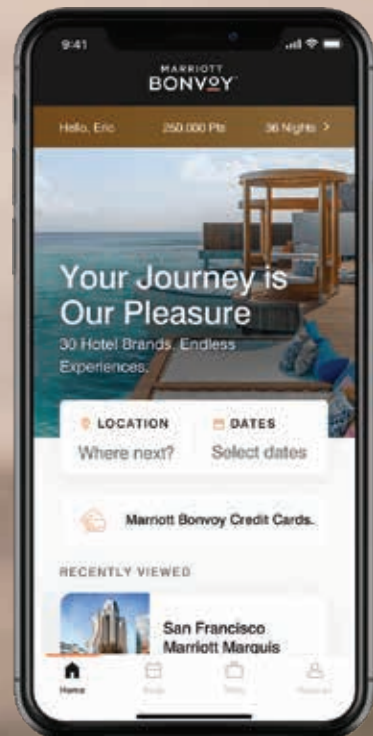 9:41
MARRIOTT
BONVOY
Hello, Eric 250,000 Pts 36 Nights >
Your Journey is
Our Pleasure
30 Hotel Brands. Endless
Experiences.
LOCATION DATES
Where next? Select dates
Marriott Bonvoy Credit Cards.
RECENTLY VIEWED
San Francisco
Marriott Marquis
Home